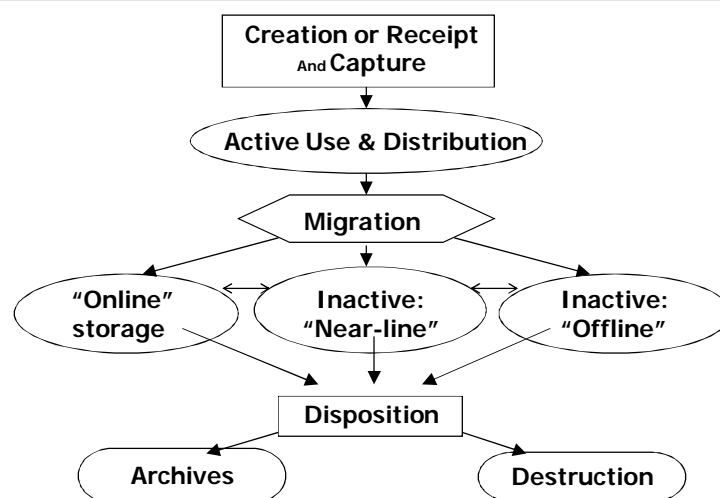 Creation or Receipt
And Capture
Active Use & Distribution
Migration
“Online”
storage
Inactive:
“Near-line”
Inactive:
“Offline”
Disposition
Archives
Destruction